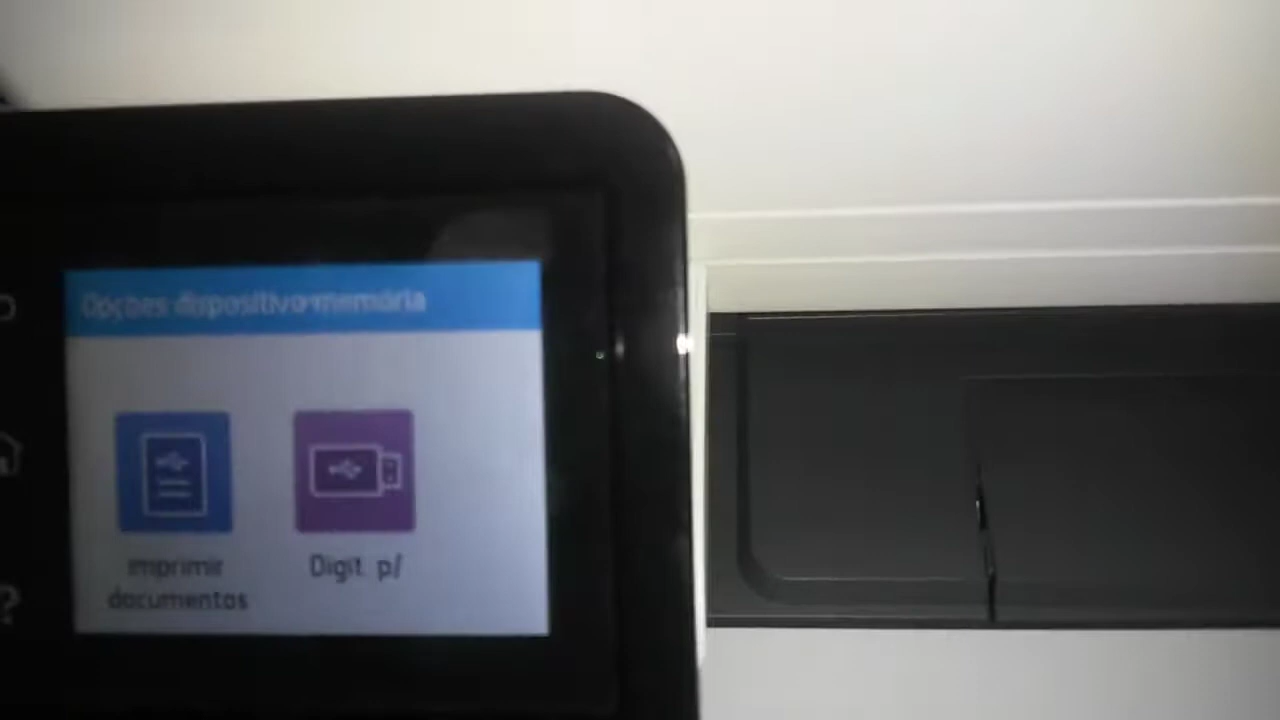 Opções dispositivo memória
Imprimir
documentos
Digit. p/
?